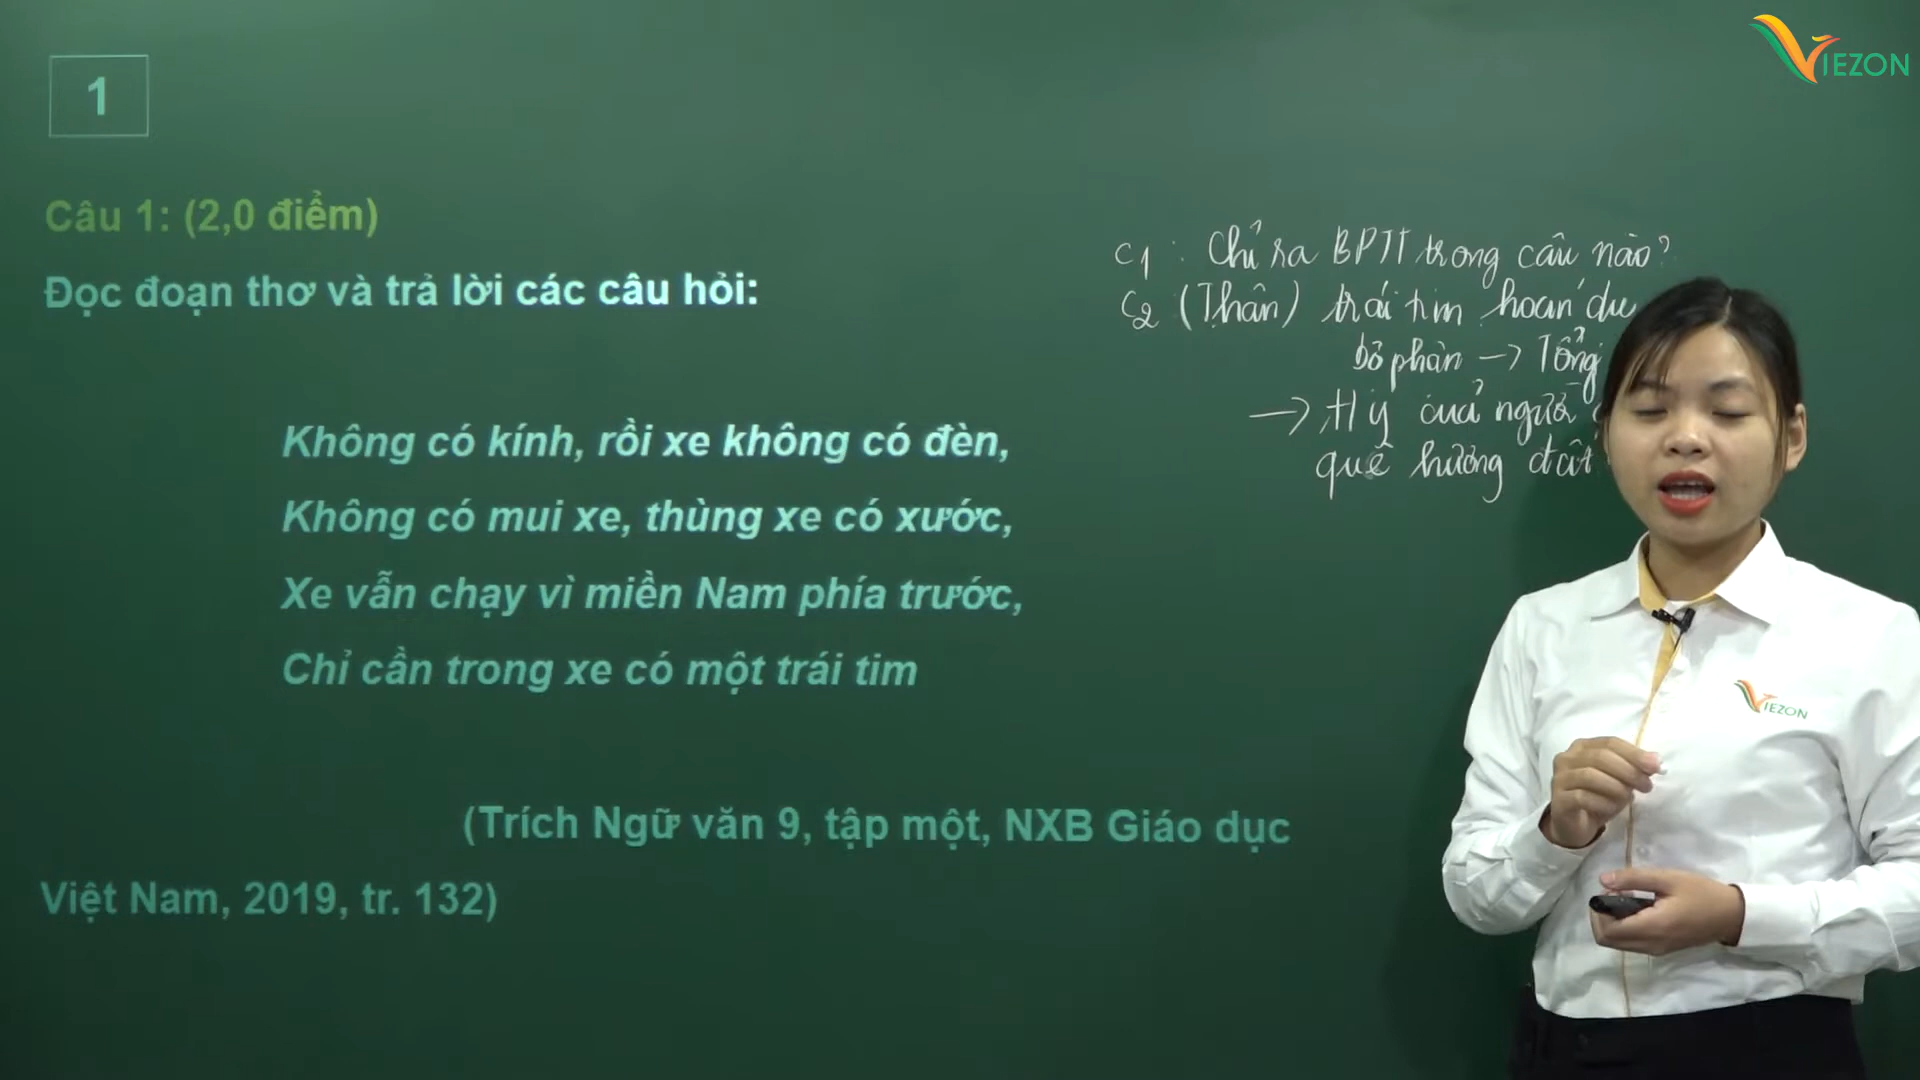 1
VIEZON
Câu 1: (2,0 điểm)
Đọc đoạn thơ và trả lời các câu hỏi:
Không có kính, rồi xe không có đèn,
Không có mui xe, thùng xe có xước,
Xe vẫn chạy vì miền Nam phía trước,
Chỉ cần trong xe có một trái tim
(Trích Ngữ văn 9, tập một, NXB Giáo dục
Việt Nam, 2019, tr. 132)
C1: Chỉ ra BPTT trong câu nào?
C2 (Thân) trái tim hoán dụ
bộ phận → Tổng
→ H/ý của người
quê hương đất
VIEZON